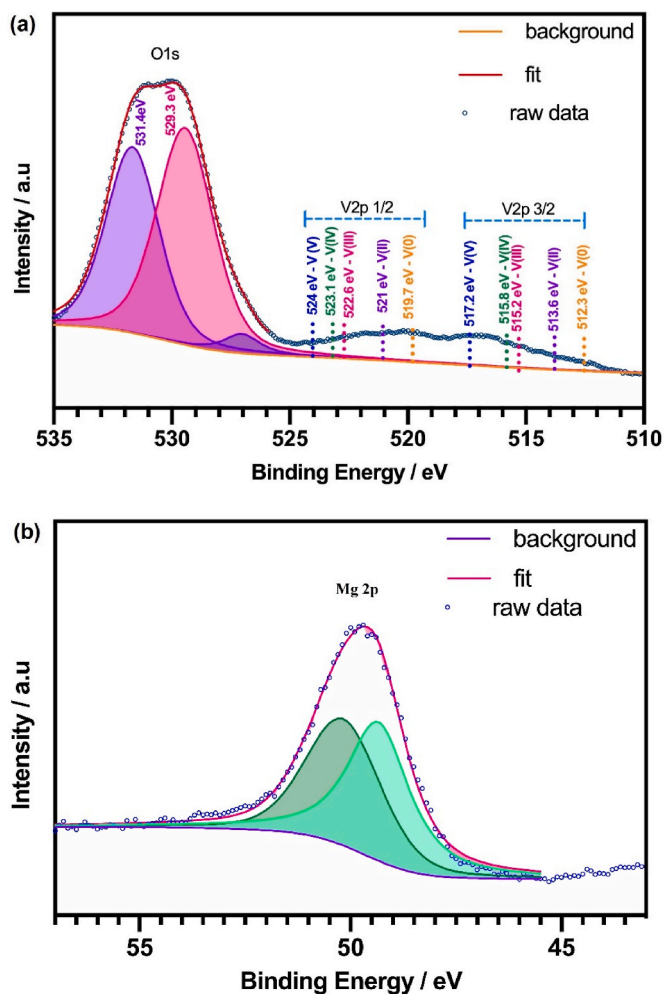 (a)
O1s
background
fit
raw data
531.4eV
529.3 eV
V2p 1/2
V2p 3/2
524 eV - V(V)
523.1 eV - V(IV)
522.6 eV - V(III)
521 eV - V(II)
519.7 eV - V(0)
517.2 eV - V(V)
515.8 eV - V(IV)
515.2 eV - V(III)
513.6 eV - V(II)
512.3 eV - V(0)
Intensity / a.u
535
530
525
520
515
510
Binding Energy / eV
(b)
Mg 2p
background
fit
raw data
Intensity / a.u
55
50
45
Binding Energy / eV